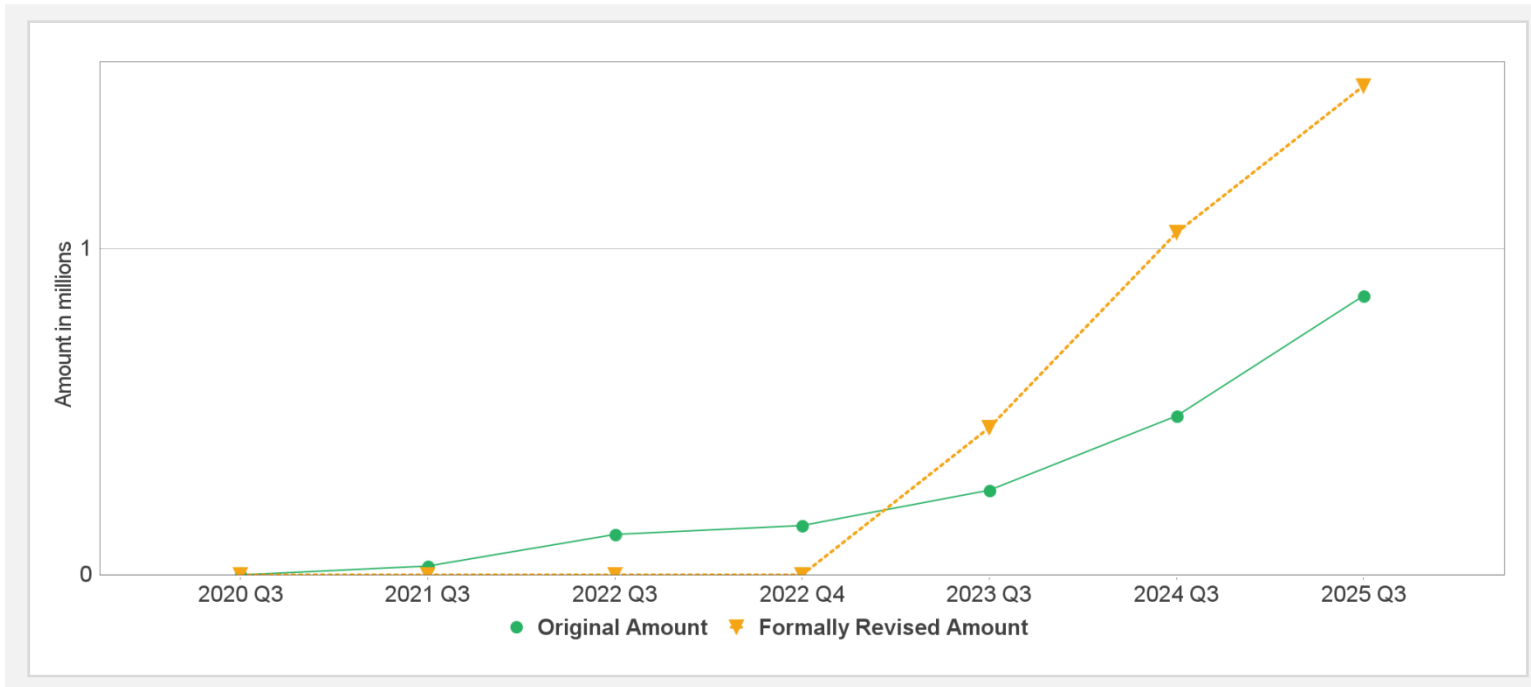 Amount in millions
1
0
2020 Q3 2021 Q3 2022 Q3 2022 Q4 2023 Q3 2024 Q3 2025 Q3
Original Amount Formally Revised Amount